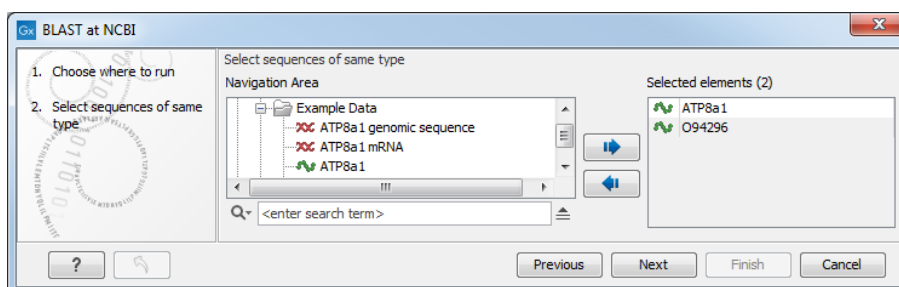 Gx BLAST at NCBI
1. Choose where to run
2. Select sequences of same
type
Select sequences of same type
Navigation Area
Example Data
ATP8a1 genomic sequence
ATP8a1 mRNA
ATP8a1
<enter search term>
Selected elements (2)
ATP8a1
O94296
?
Previous
Next
Finish
Cancel